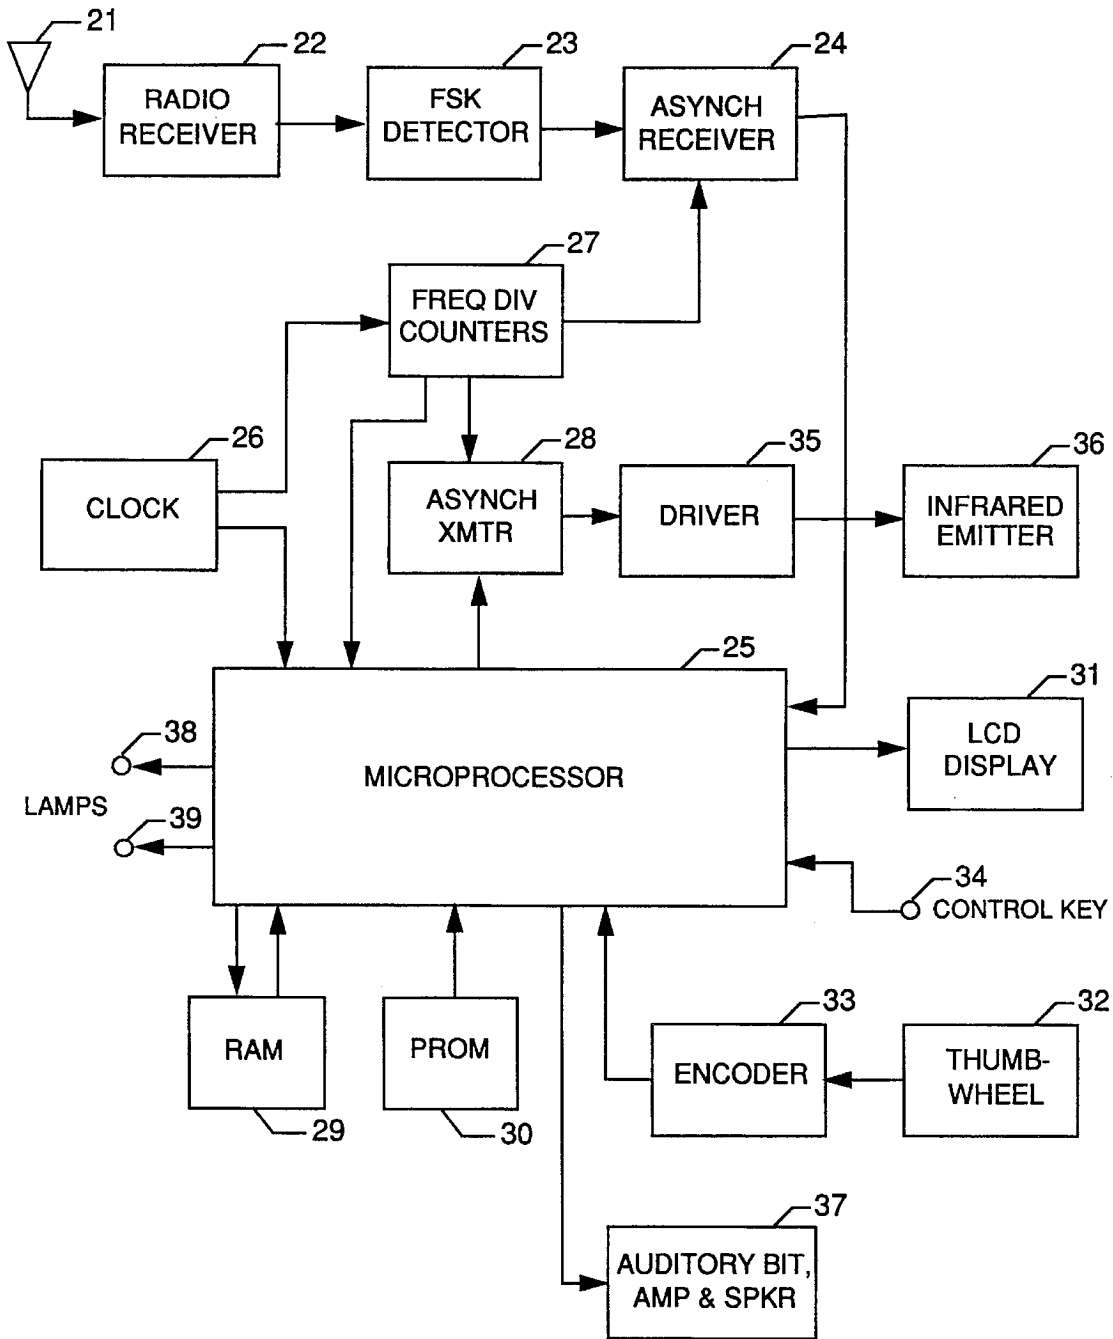 21
22
23
24
RADIO
RECEIVER
FSK
DETECTOR
ASYNCH
RECEIVER
27
FREQ DIV
COUNTERS
26
28
35
36
CLOCK
ASYNCH
XMTR
DRIVER
INFRARED
EMITTER
25
31
38
LCD
DISPLAY
MICROPROCESSOR
LAMPS
39
34
CONTROL KEY
33
32
RAM
PROM
ENCODER
THUMB-
WHEEL
29
30
37
AUDITORY BIT,
AMP & SPKR